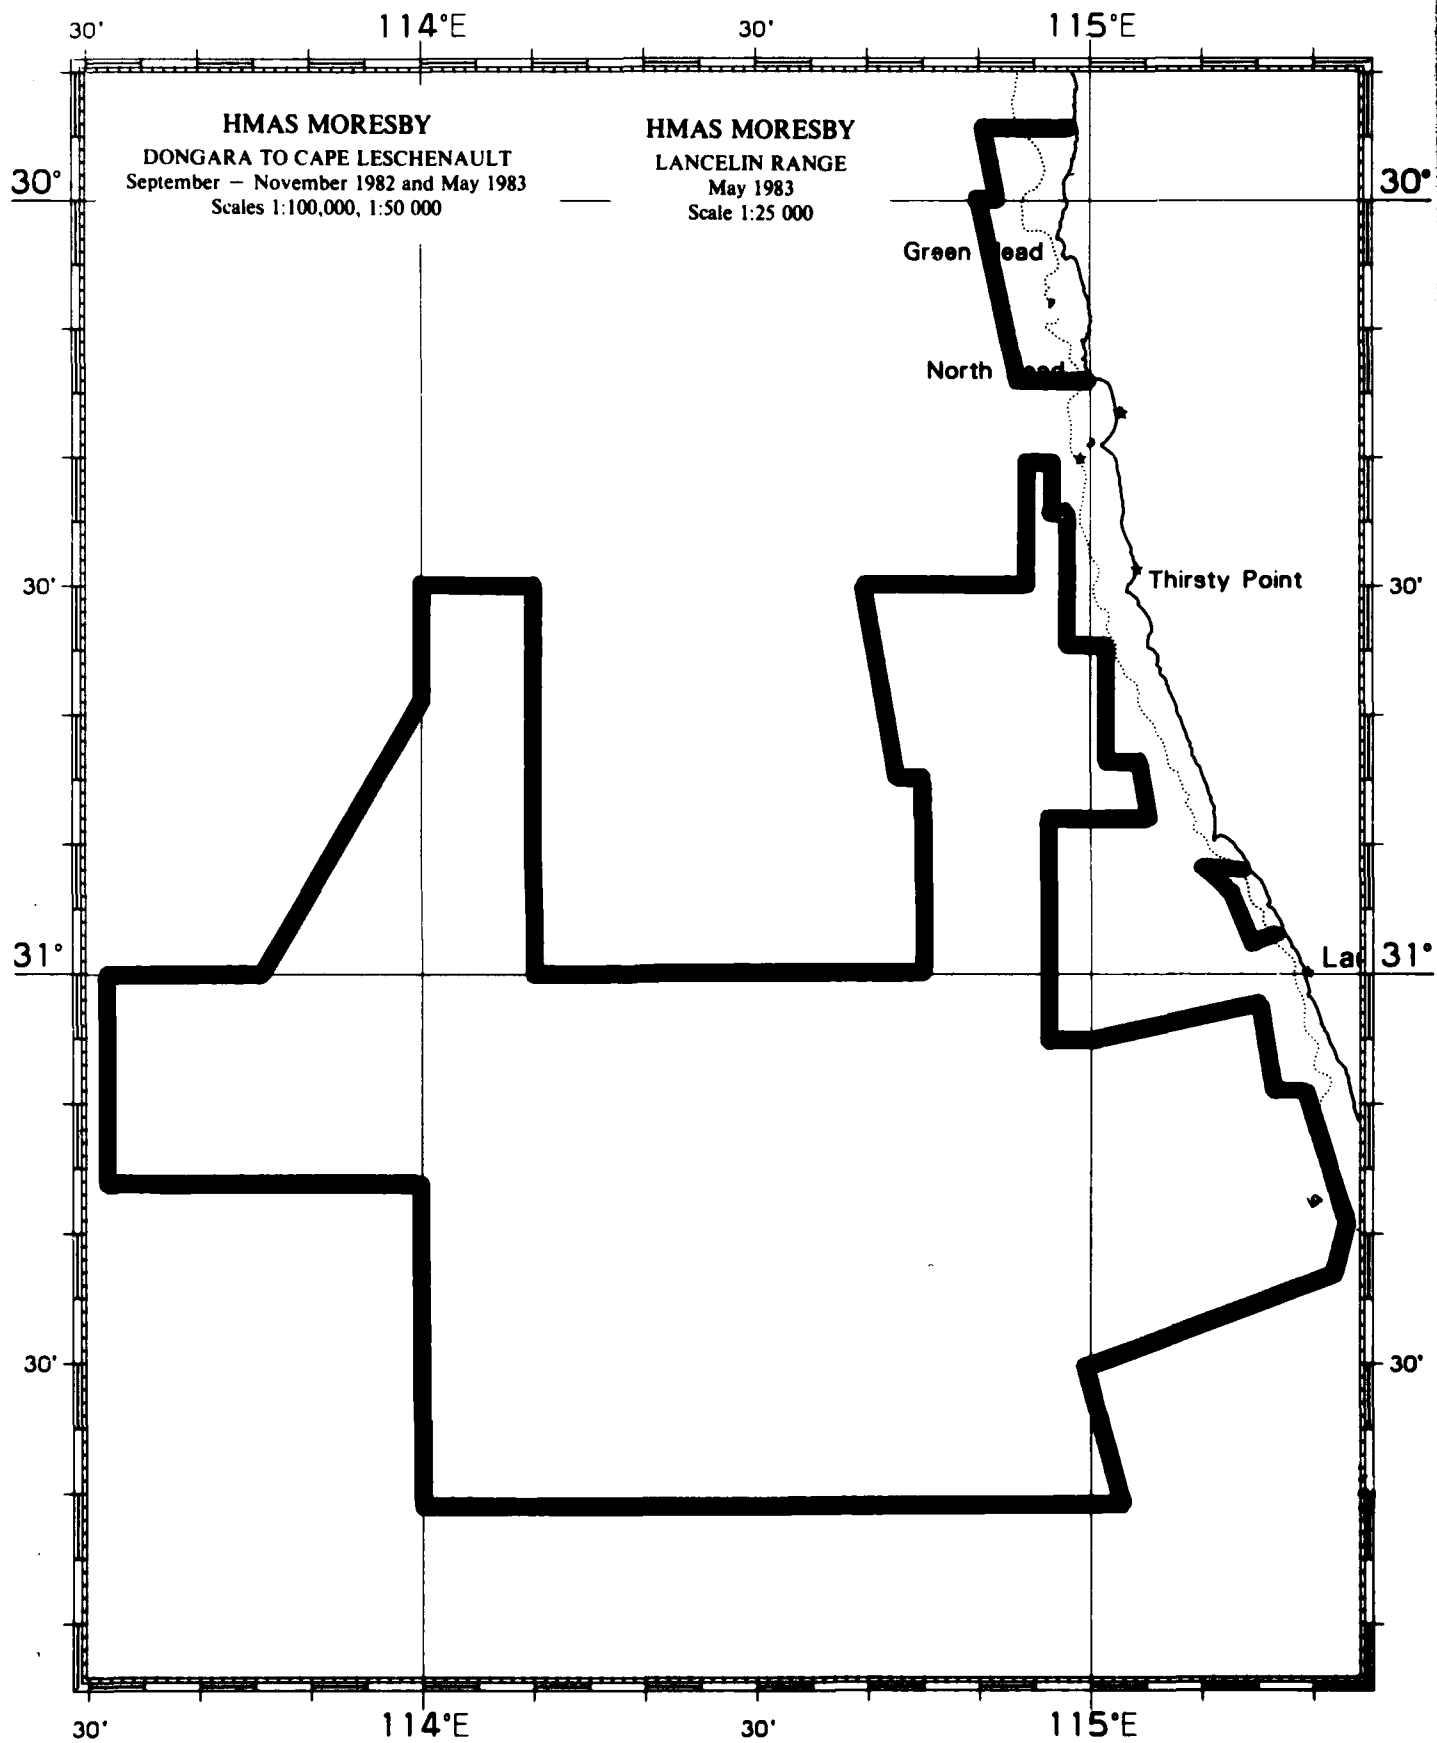 30' 114°E 30' 115°E
HMAS MORESBY
DONGARA TO CAPE LESCHENAULT
September — November 1982 and May 1983
Scales 1:100,000, 1:50 000
HMAS MORESBY
LANCELIN RANGE
May 1983
Scale 1:25 000
30° 30°
Green ead
North ead
30' 30'
Thirsty Point
31° La 31°
30' 30'
30' 114°E 30' 115°E